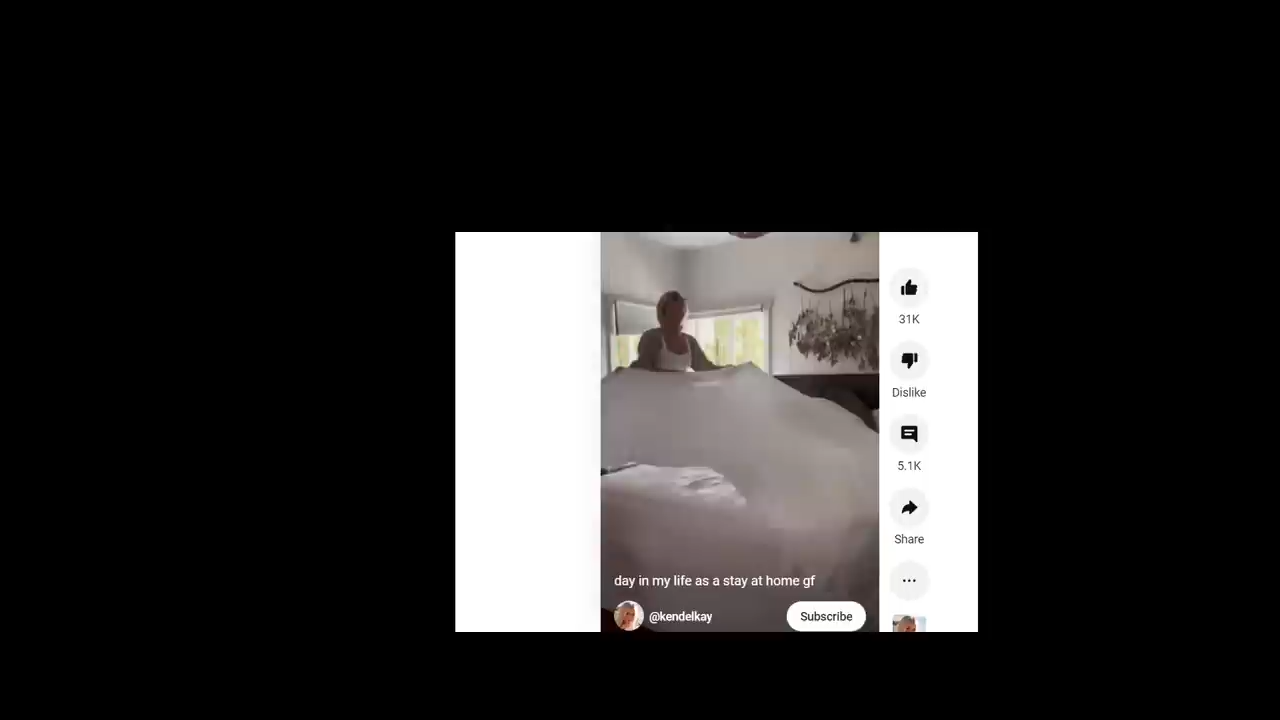 31K
Dislike
5.1K
Share
day in my life as a stay at home gf
@kendelkay
Subscribe